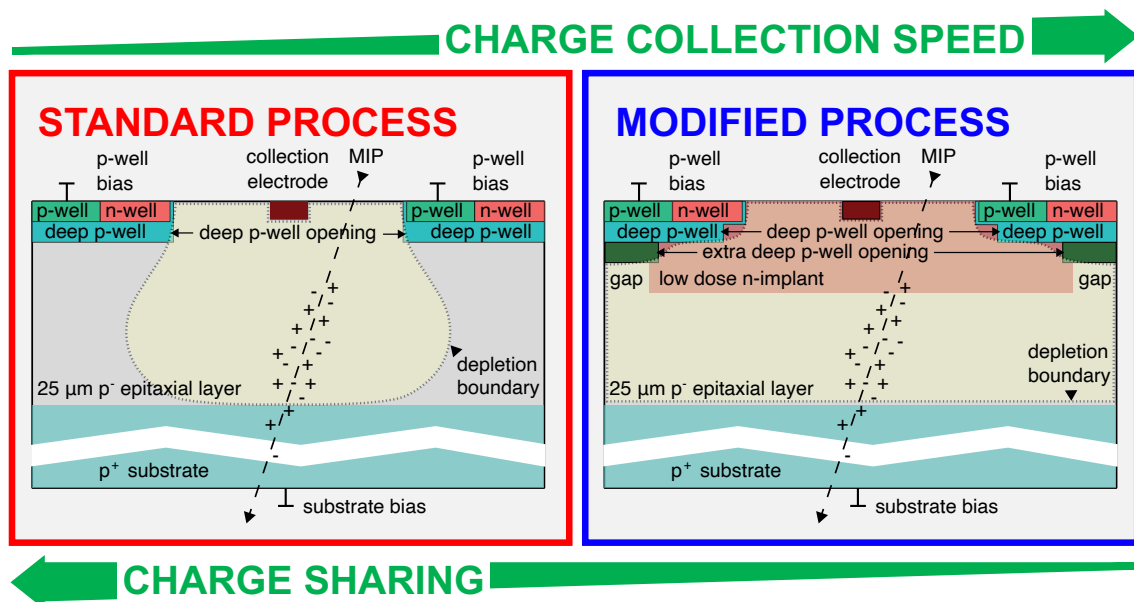 CHARGE COLLECTION SPEED
STANDARD PROCESS
p-well
bias
collection
electrode
MIP
p-well
bias
p-well
n-well
p-well
n-well
deep p-well
deep p-well opening
deep p-well
+
-
+
-
+
-
+
-
-
+
-
+
-
+
-
+
-
+
-
+
-
+
+
-
depletion
boundary
25 μm p- epitaxial layer
p+ substrate
substrate bias
MODIFIED PROCESS
p-well
bias
collection
electrode
MIP
p-well
bias
p-well
n-well
p-well
n-well
deep p-well
deep p-well opening
deep p-well
extra deep p-well opening
gap
low dose n-implant
gap
-
+
+
-
+
-
+
-
-
+
-
+
-
+
-
+
-
+
-
+
-
+
+
-
depletion
boundary
25 μm p- epitaxial layer
p+ substrate
substrate bias
CHARGE SHARING